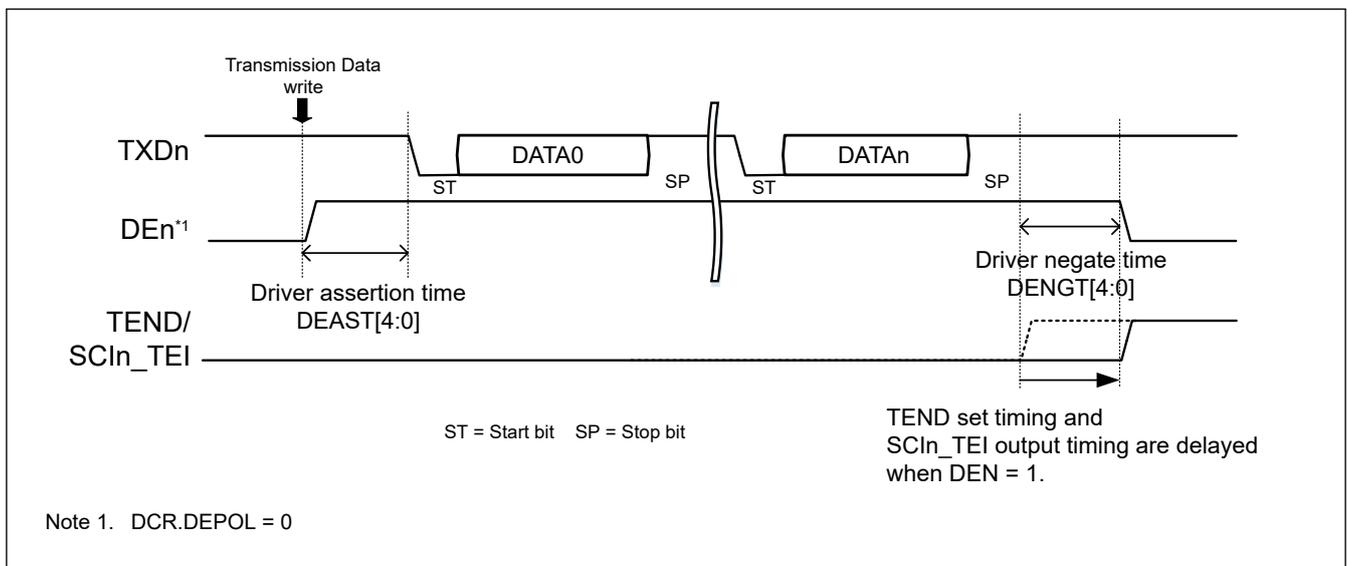 Transmission Data
write
TXDn
DATA0
DATAn
ST
SP
ST
SP
DEn*1
Driver assertion time
DEAST[4:0]
Driver negate time
DENGT[4:0]
TEND/
SCIn_TEI
TEND set timing and
SCIn_TEI output timing are delayed
when DEN = 1.
ST = Start bit SP = Stop bit
Note 1. DCR.DEPOL = 0